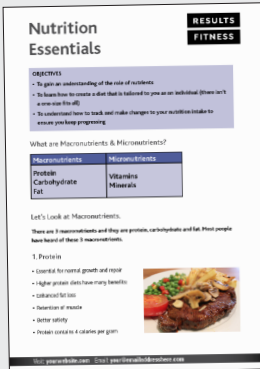 Nutrition
Essentials
RESULTS
FITNESS
OBJECTIVES
• To gain an understanding of the role of nutrients
• To learn how to create a diet that is tailored to you as an individual (there isn't
a one-size fits all)
• To understand how to track and make changes to your nutrition intake to
ensure you keep progressing
What are Macronutrients & Micronutrients?
Macronutrients Micronutrients
Protein
Carbohydrate
Fat
Vitamins
Minerals
Let's Look at Macronutrients.
There are 3 macronutrients and they are protein, carbohydrate and fat. Most people
have heard of these 3 macronutrients.
1. Protein
• Essential for normal growth and repair
• Higher protein diets have many benefits
• Enhanced fat loss
• Retention of muscle
• Better satiety
• Protein contains 4 calories per gram
Visit: yourwebsite.com Email: youremailaddresshere.com